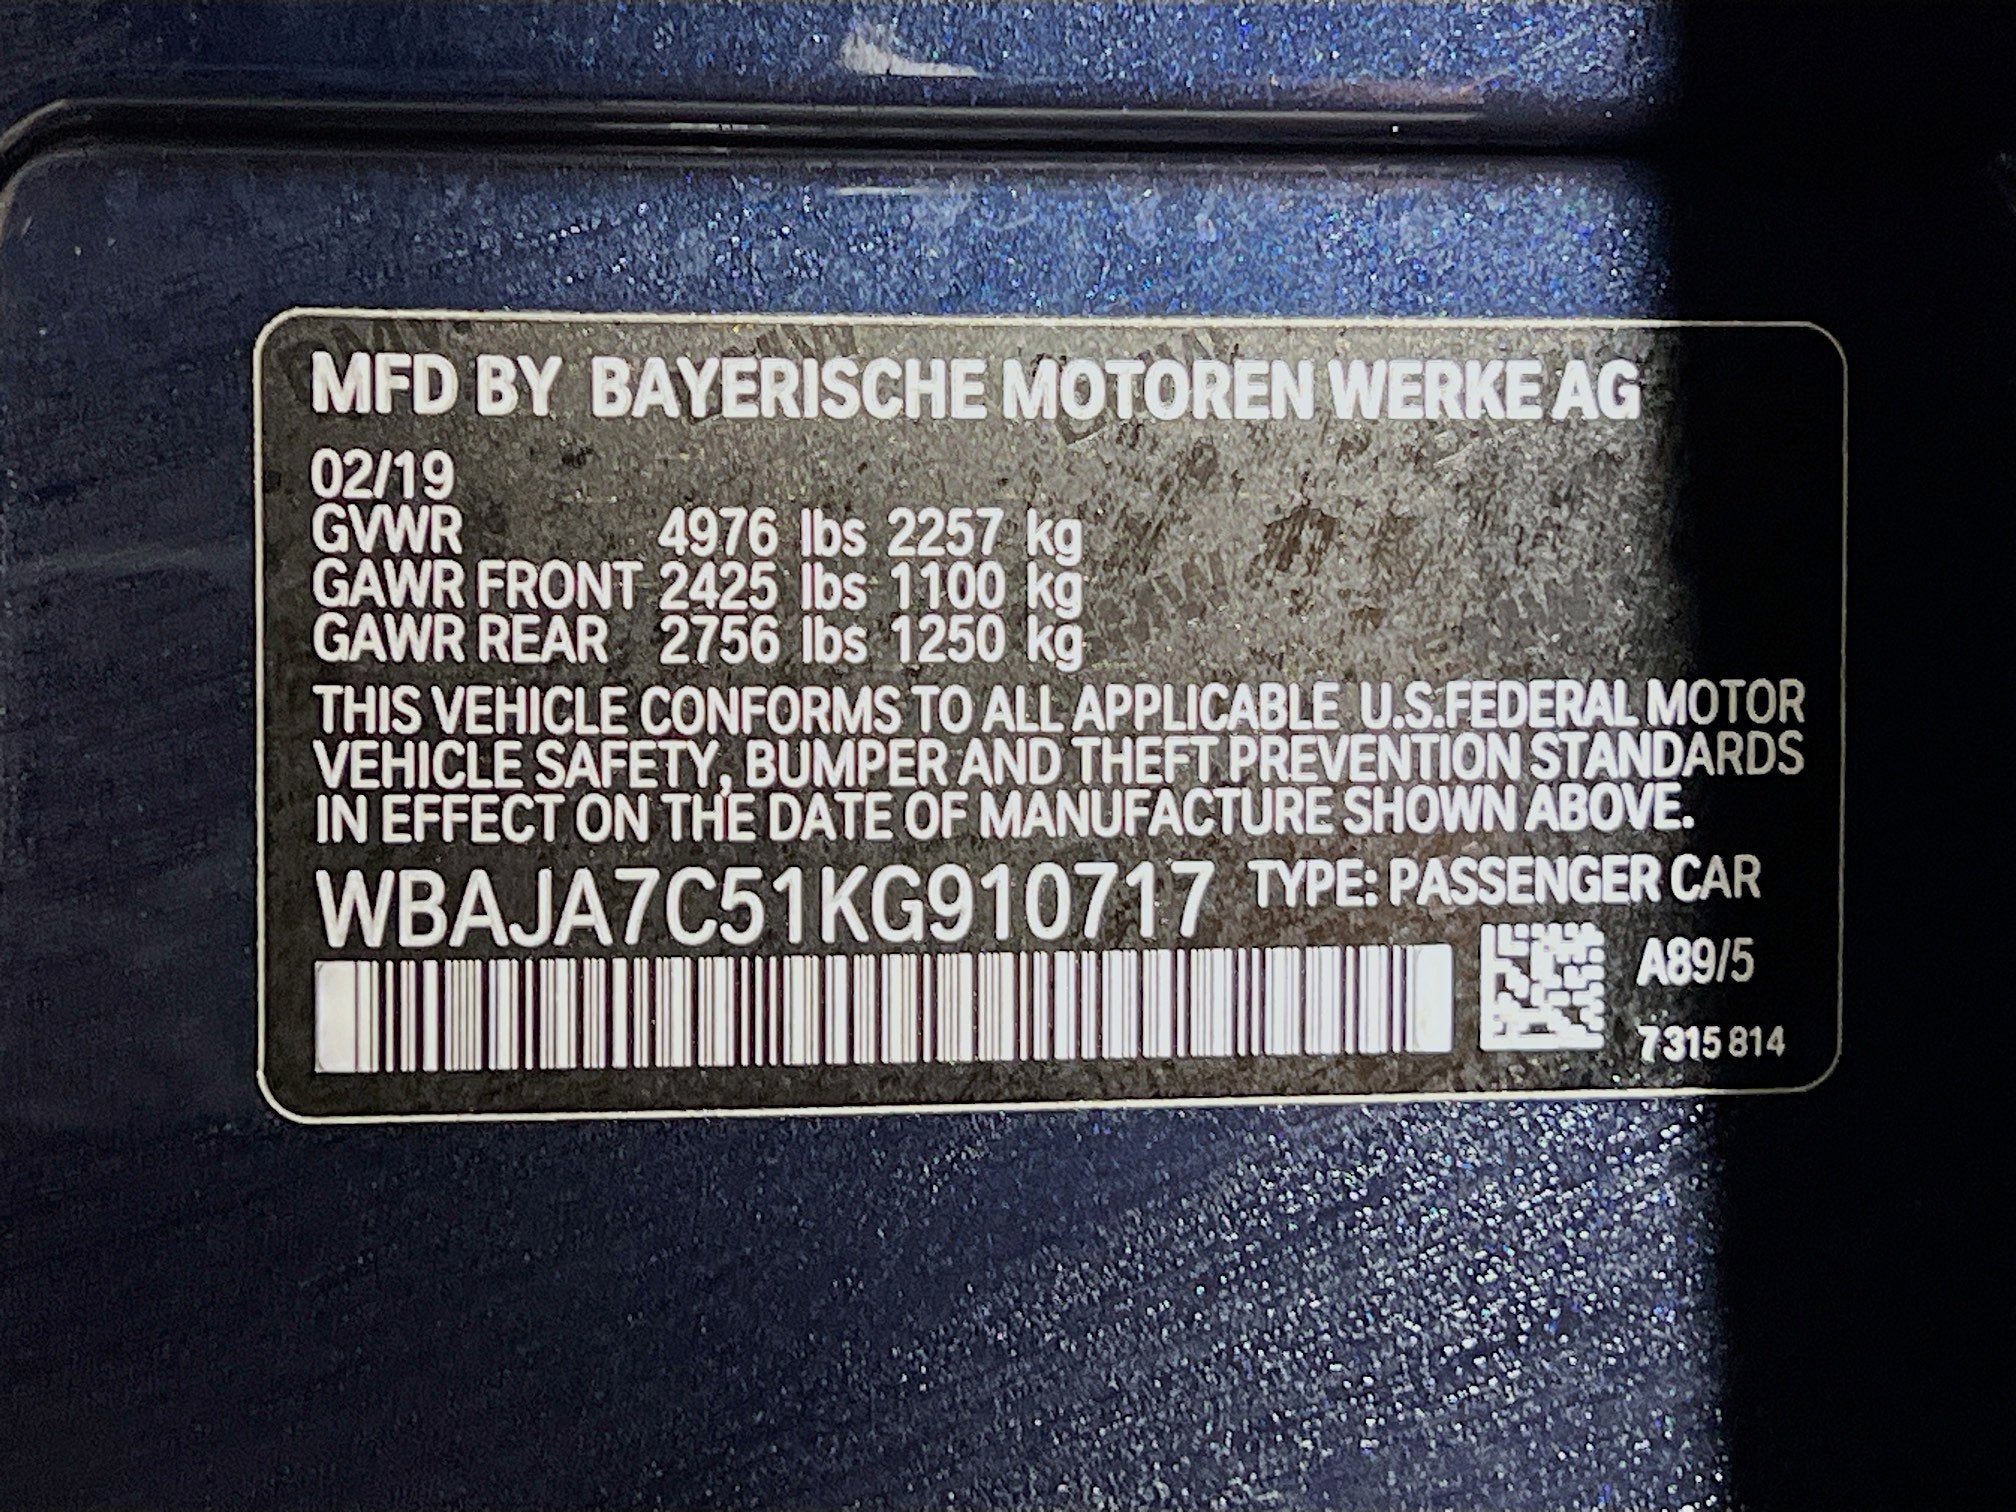 MFD BY BAYERISCHE MOTOREN WERKE AG
02/19
GVWR 4976 lbs 2257 kg
GAWR FRONT 2425 lbs 1100 kg
GAWR REAR 2756 lbs 1250 kg
THIS VEHICLE CONFORMS TO ALL APPLICABLE U.S.FEDERAL MOTOR
VEHICLE SAFETY, BUMPER AND THEFT PREVENTION STANDARDS
IN EFFECT ON THE DATE OF MANUFACTURE SHOWN ABOVE.
WBAJA7C51KG910717 TYPE: PASSENGER CAR
A89/5
7315 814